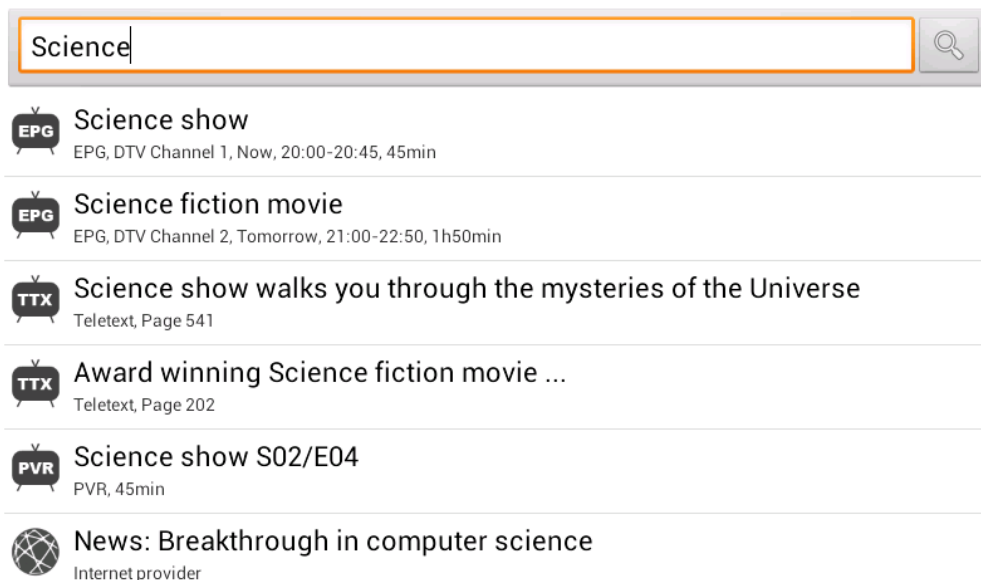 Science
EPG
Science show
EPG, DTV Channel 1, Now, 20:00-20:45, 45min
EPG
Science fiction movie
EPG, DTV Channel 2, Tomorrow, 21:00-22:50, 1h50min
TTX
Science show walks you through the mysteries of the Universe
Teletext, Page 541
TTX
Award winning Science fiction movie ...
Teletext, Page 202
PVR
Science show S02/E04
PVR, 45min
News: Breakthrough in computer science
Internet provider